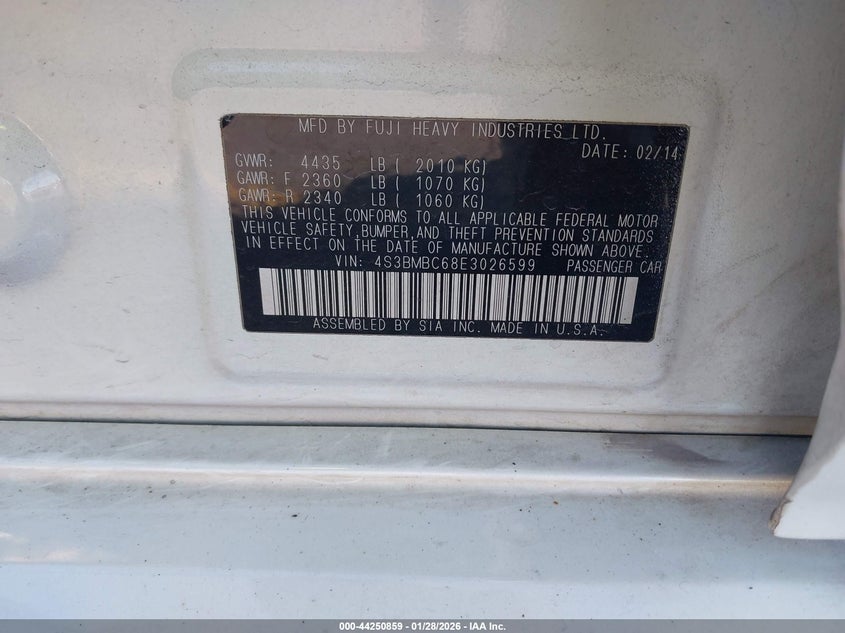 MFD BY FUJI HEAVY INDUSTRIES LTD.
DATE: 02/14
GVWR: 4435 LB ( 2010 KG)
GAWR: F 2360 LB ( 1070 KG)
GAWR: R 2340 LB ( 1060 KG)
THIS VEHICLE CONFORMS TO ALL APPLICABLE FEDERAL MOTOR
VEHICLE SAFETY,BUMPER,AND THEFT PREVENTION STANDARDS
IN EFFECT ON THE DATE OF MANUFACTURE SHOWN ABOVE.
VIN: 4S3BMBC68E3026599 PASSENGER CAR
ASSEMBLED BY SIA INC. MADE IN U.S.A.
000-44250859 — 01/28/2026 — IAA Inc.